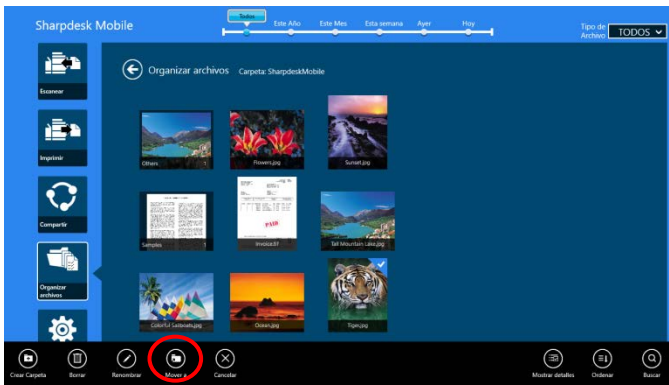 Sharpdesk Mobile
Todos
Este Año
Este Mes
Esta semana
Ayer
Hoy
Tipo de Archivo
TODOS
Escanear
Imprimir
Compartir
Organizar archivos
Organizar archivos
Carpeta: SharpdeskMobile
Others 1
Flowers.jpg
Sunset.jpg
Samples 1
PAID
Invoice.tif
Tall Mountain Lake.jpg
Colorful Sailboats.jpg
Ocean.jpg
Tiger.jpg
Crear Carpeta
Borrar
Renombrar
Mover a
Cancelar
Mostrar detalles
Ordenar
Buscar